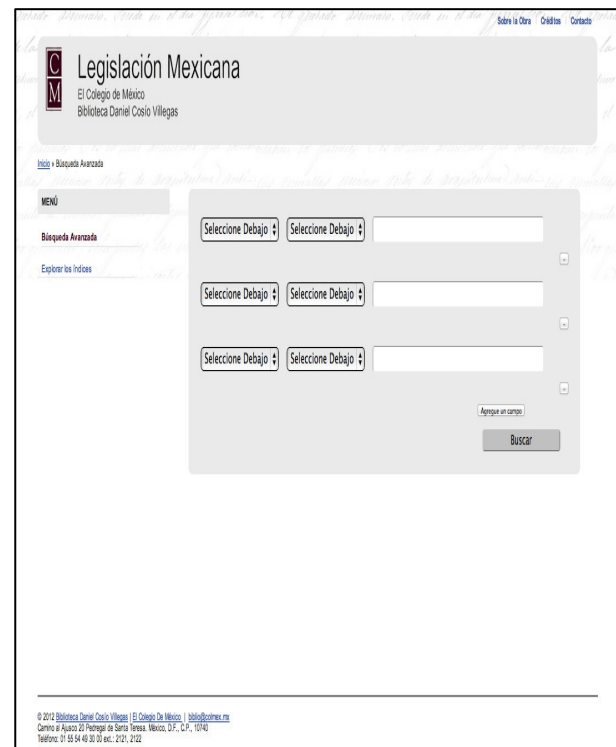 Sobre la Obra Créditos Contacto
CM
Legislación Mexicana
El Colegio de México
Biblioteca Daniel Cosío Villegas
Inicio » Búsqueda Avanzada
MENÚ
Búsqueda Avanzada
Explorar los índices
Seleccione Debajo Seleccione Debajo
-
Seleccione Debajo Seleccione Debajo
-
Seleccione Debajo Seleccione Debajo
-
Agregue un campo
Buscar
© 2012 Biblioteca Daniel Cosío Villegas | El Colegio De México | biblio@colmex.mx
Camino al Ajusco 20 Pedregal de Santa Teresa. México, D.F., C.P., 10740
Teléfono: 01 55 54 49 30 00 ext.: 2121, 2122